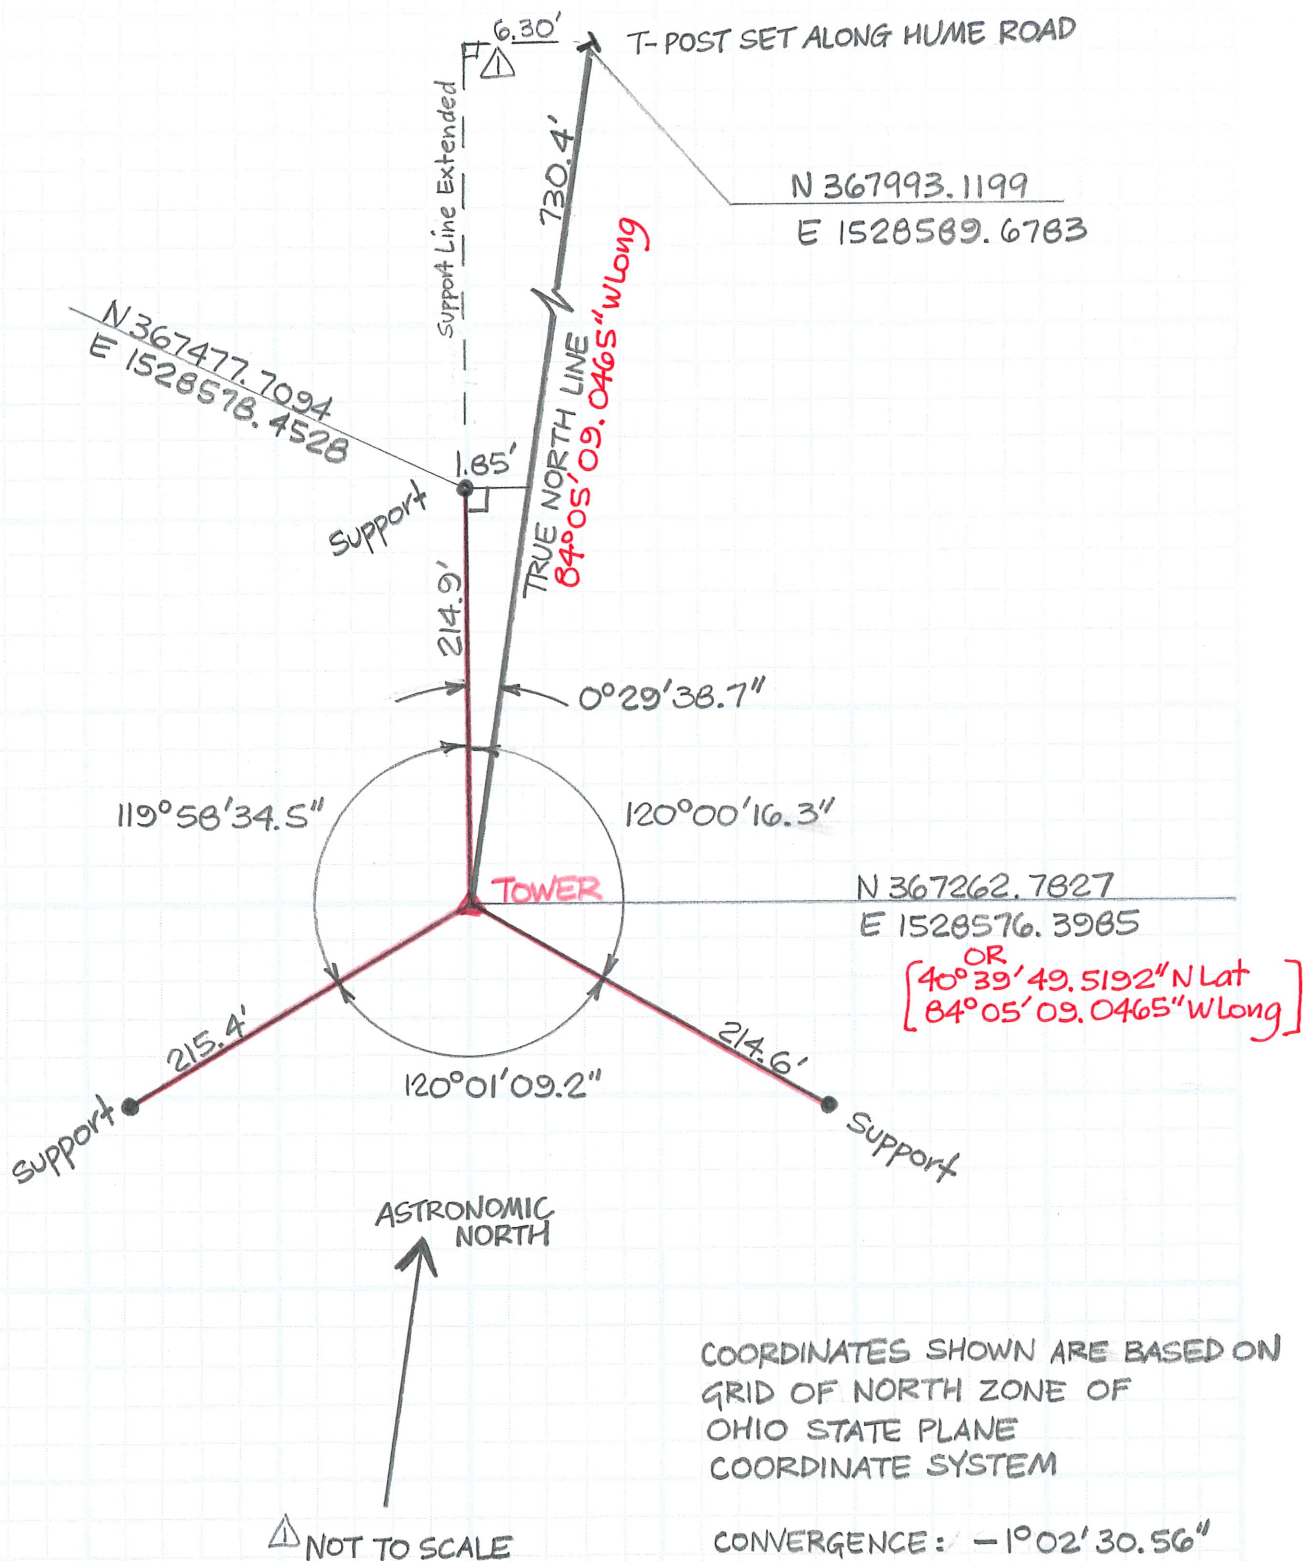 6.30'
T-POST SET ALONG HUME ROAD
Support Line Extended
730.4'
N 367993.1199
E 1528589.6783
N 367477.7094
E 1528578.4528
TRUE NORTH LINE
84°05'09.0465" W Long
1.85'
Support
214.9'
0°29'38.7"
119°58'34.5"
120°00'16.3"
TOWER
N 367262.7827
E 1528576.3985
OR
[40°39'49.5192" N Lat
84°05'09.0465" W Long]
215.4'
214.6'
120°01'09.2"
Support
Support
ASTRONOMIC
NORTH
COORDINATES SHOWN ARE BASED ON
GRID OF NORTH ZONE OF
OHIO STATE PLANE
COORDINATE SYSTEM
1 NOT TO SCALE
CONVERGENCE: -1°02'30.56"
1